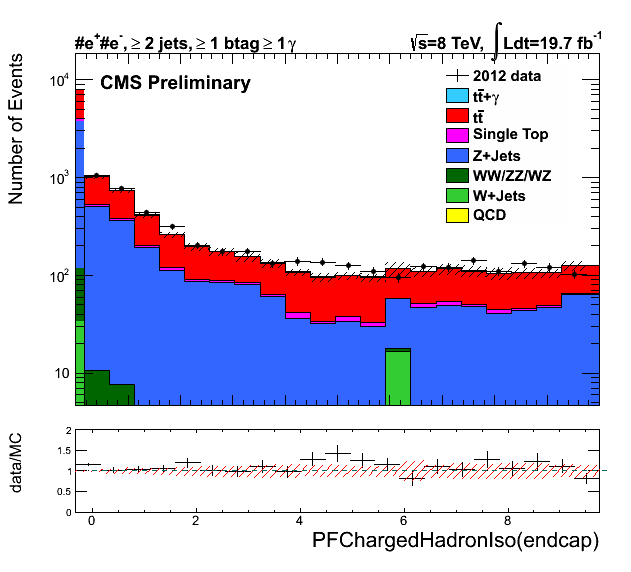 #e⁺#e⁻, ≥ 2 jets, ≥ 1 btag ≥ 1γ
√s=8 TeV, ∫Ldt=19.7 fb⁻¹
CMS Preliminary
2012 data
tt̄+γ
tt̄
Single Top
Z+Jets
WW/ZZ/WZ
W+Jets
QCD
Number of Events
10⁴
10³
10²
10
data/MC
2
1.5
1
0.5
0
0 2 4 6 8
PFChargedHadronIso(endcap)